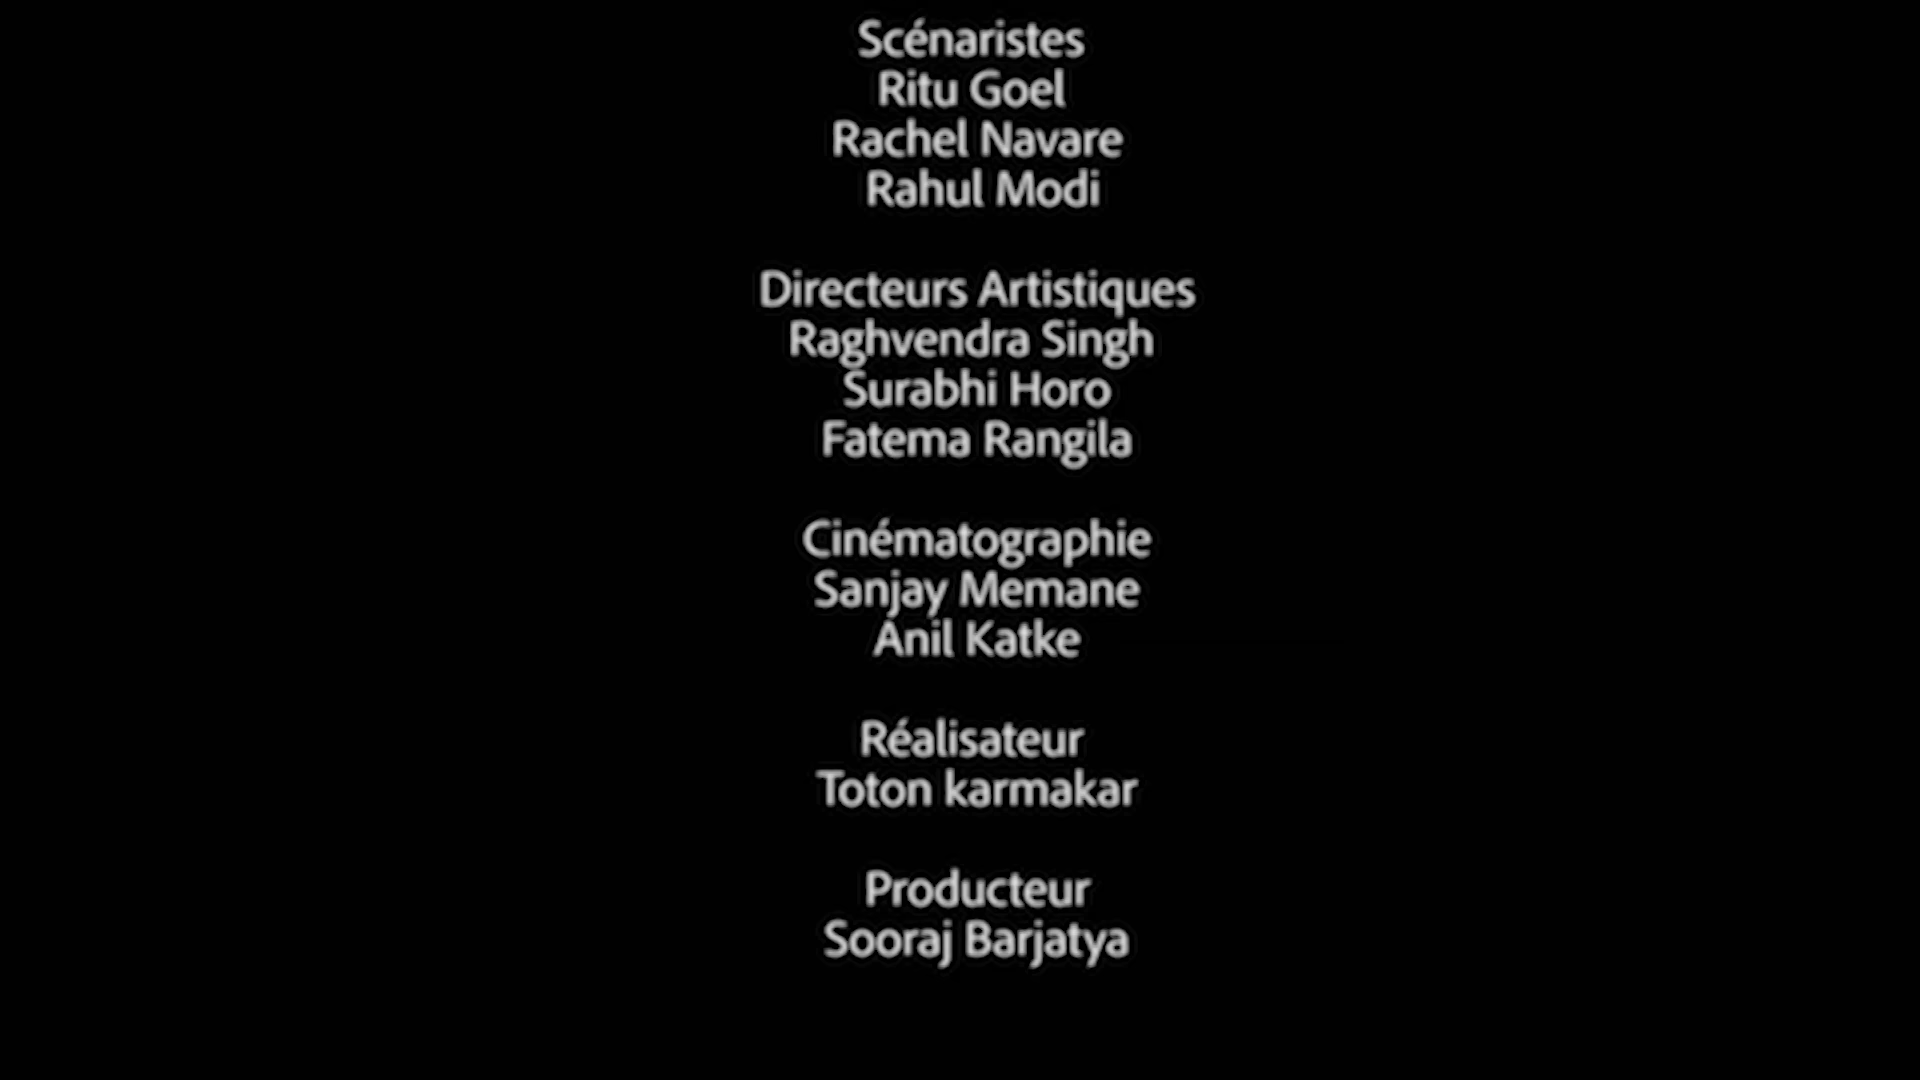 Scénaristes
Ritu Goel
Rachel Navare
Rahul Modi
Directeurs Artistiques
Raghvendra Singh
Surabhi Horo
Fatema Rangila
Cinématographie
Sanjay Memane
Anil Katke
Réalisateur
Toton karmakar
Producteur
Sooraj Barjatya